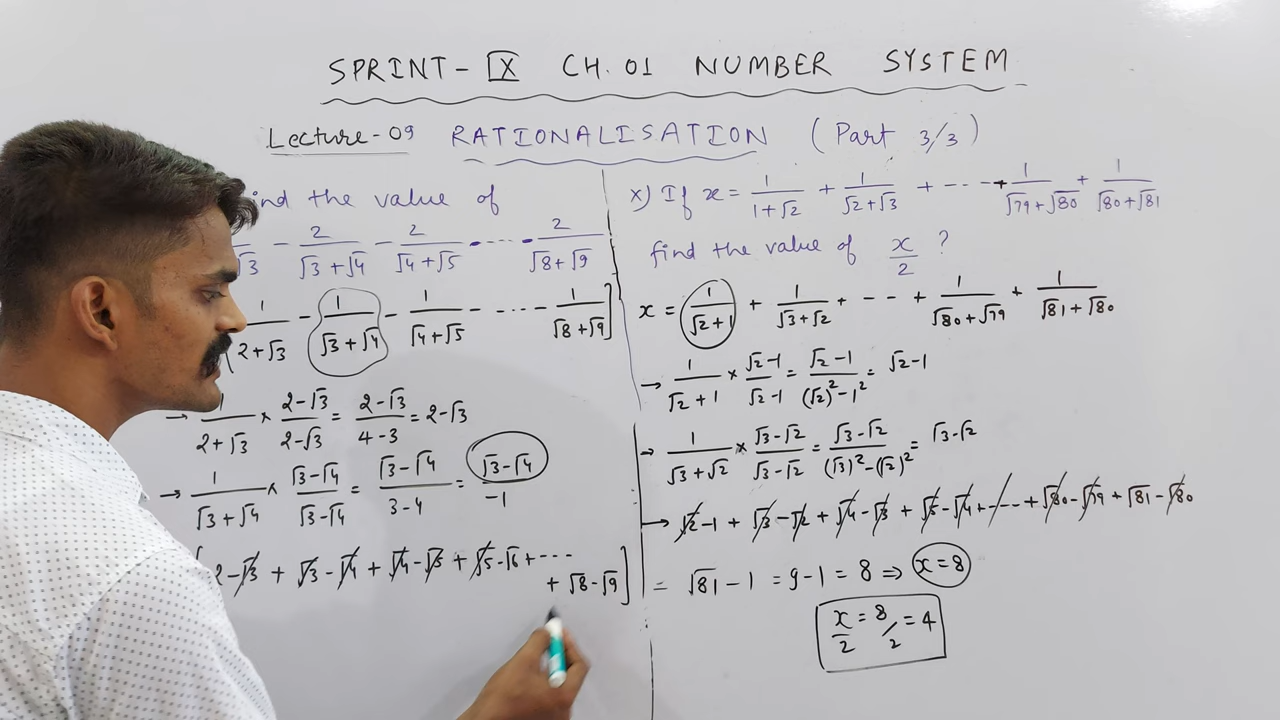 SPRINT-IX CH.01 NUMBER SYSTEM
Lecture-09 RATIONALISATION (Part 3/3)
ind the value of
√3 - 2/(√3+√4) - 2/(√4+√5) - ---- - 2/(√8+√9)
1/(2+√3) - 1/(√3+√4) - 1/(√4+√5) - ---- - 1/(√8+√9)]
→ 1/(2+√3) × (2-√3)/(2-√3) = (2-√3)/(4-3) = 2-√3
→ 1/(√3+√4) × (√3-√4)/(√3-√4) = (√3-√4)/(3-4) = (√3-√4)/-1
[2-√3 + √3-√4 + √4-√5 + √5-√6 + ---
+ √8-√9]
x) If x = 1/(1+√2) + 1/(√2+√3) + ---- + 1/(√79+√80) + 1/(√80+√81)
find the value of x/2 ?
x = 1/(√2+1) + 1/(√3+√2) + --- + 1/(√80+√79) + 1/(√81+√80)
→ 1/(√2+1) × (√2-1)/(√2-1) = (√2-1)/((√2)²-1²) = √2-1
→ 1/(√3+√2) × (√3-√2)/(√3-√2) = (√3-√2)/((√3)²-(√2)²) = √3-√2
→ √2-1 + √3-√2 + √4-√3 + √5-√4 + ---- + √80-√79 + √81-√80
= √81-1 = 9-1 = 8 ⇒ x=8
x/2 = 8/2 = 4